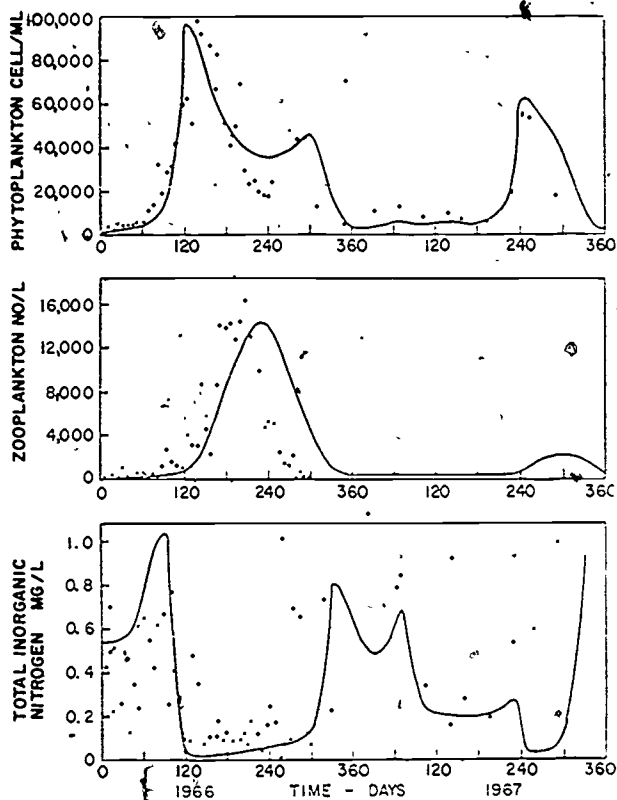 PHYTOPLANKTON CELL/ML
100,000
80,000
60,000
40,000
20,000
0
0 120 240 360 120 240 360
ZOOPLANKTON NO/L
16,000
12,000
8,000
4,000
0
0 120 240 360 120 240 360
TOTAL INORGANIC
NITROGEN MG/L
1.0
0.8
0.6
0.4
0.2
0
0 120 240 360 120 240 360
1966 TIME - DAYS 1967